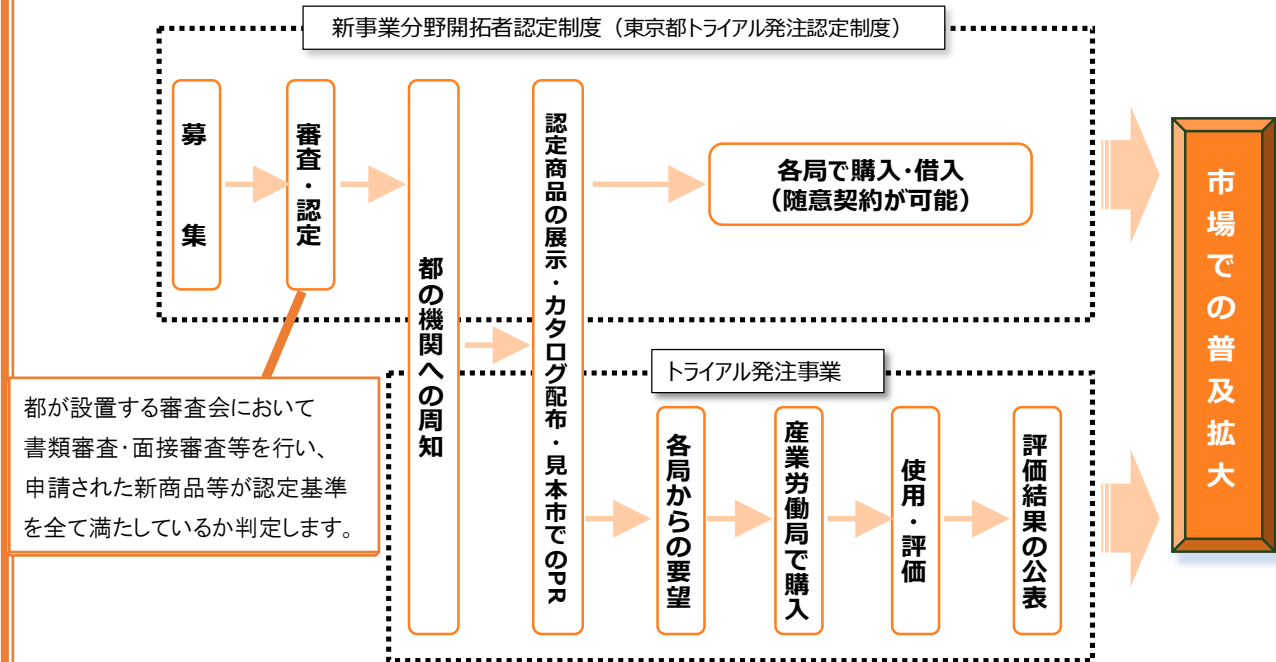 新事業分野開拓者認定制度（東京都トライアル発注認定制度）
募集
審査・認定
都の機関への周知
認定商品の展示・カタログ配布・見本市でのPR
各局で購入・借入
（随意契約が可能）
トライアル発注事業
各局からの要望
産業労働局で購入
使用・評価
評価結果の公表
市場での普及拡大
都が設置する審査会において
書類審査・面接審査等を行い、
申請された新商品等が認定基準
を全て満たしているか判定します。